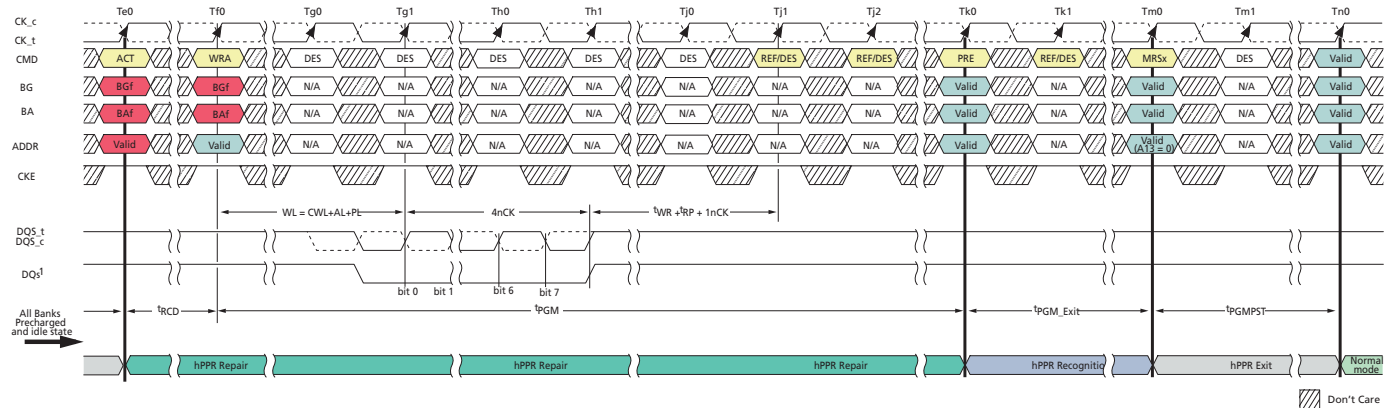 Te0 Tf0 Tg0 Tg1 Th0 Th1 Tj0 Tj1 Tj2 Tk0 Tk1 Tm0 Tm1 Tn0
CK_c
CK_t
CMD ACT WRA DES DES DES DES DES REF/DES REF/DES PRE REF/DES MRSx DES Valid
BG BGf BGf N/A N/A N/A N/A N/A N/A N/A Valid N/A Valid N/A Valid
BA BAf BAf N/A N/A N/A N/A N/A N/A N/A Valid N/A Valid N/A Valid
ADDR Valid Valid N/A N/A N/A N/A N/A N/A N/A Valid N/A Valid (A13 = 0) N/A Valid
CKE
WL = CWL+AL+PL 4nCK tWR +tRP + 1nCK
DQS_t
DQS_c
DQs1
bit 0 bit 1 bit 6 bit 7
All Banks
Precharged
and idle state
tRCD tPGM tPGM_Exit tPGMPST
hPPR Repair hPPR Repair hPPR Repair hPPR Recognitio hPPR Exit Normal
mode
Don't Care